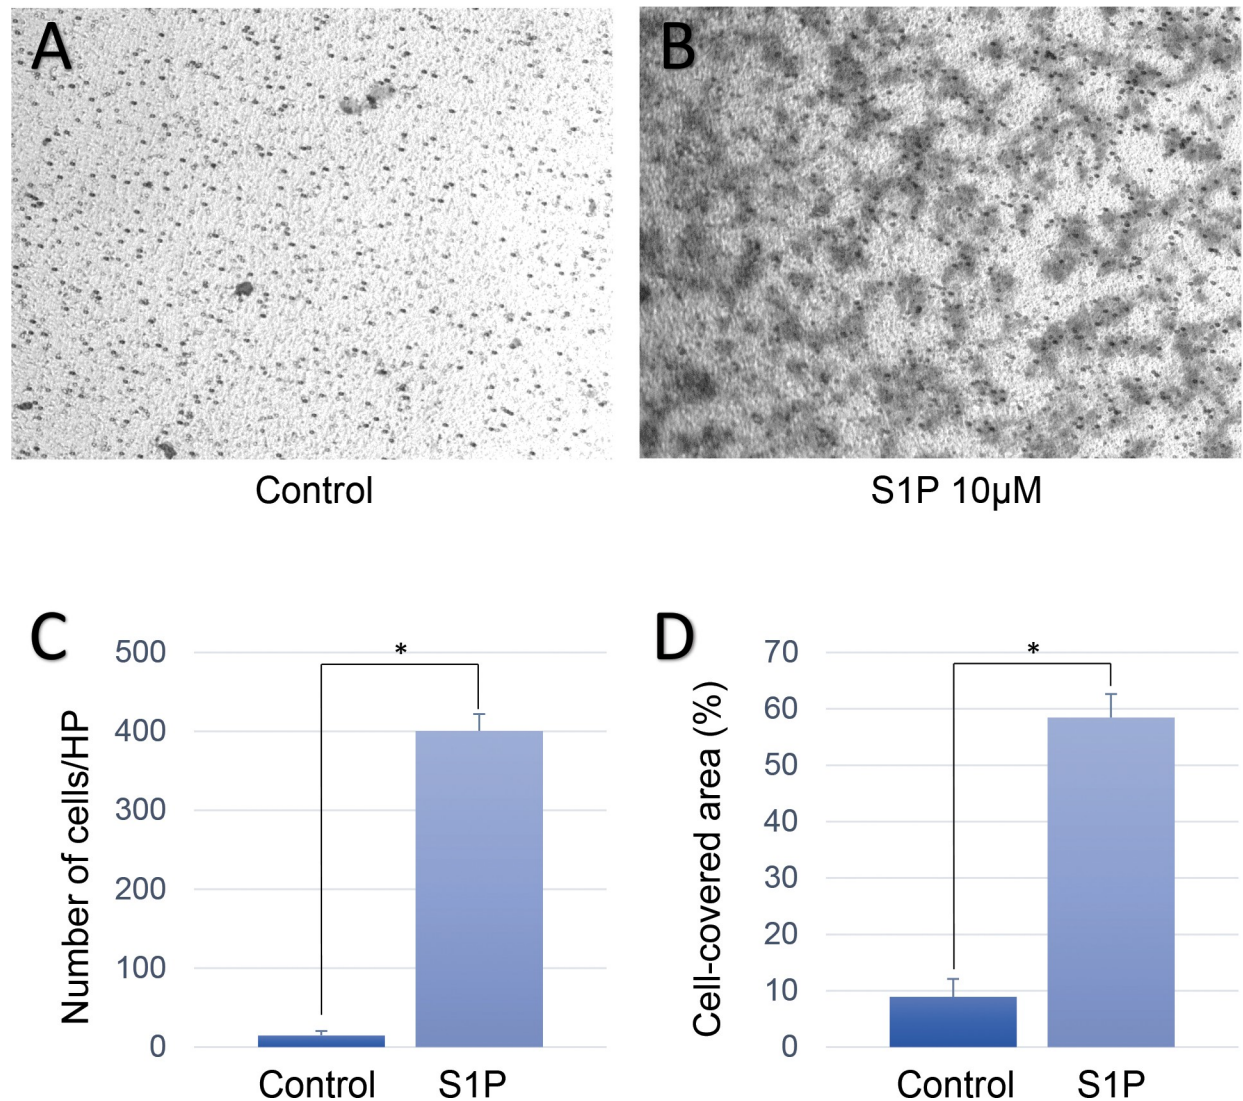 A
B
Control
S1P 10µM
C
Number of cells/HP
500
400
300
200
100
0
*
Control
S1P
D
Cell-covered area (%)
70
60
50
40
30
20
10
0
*
Control
S1P